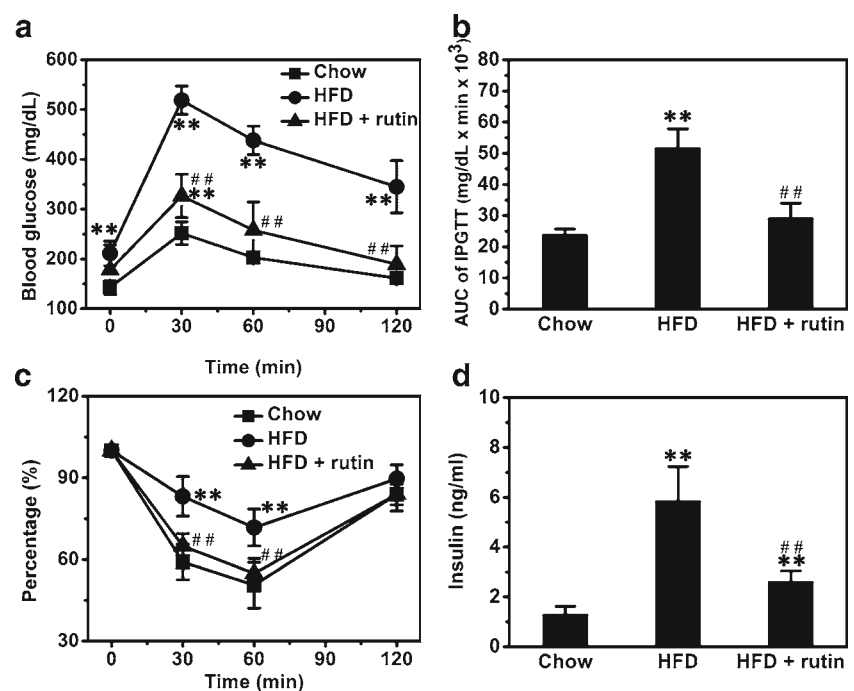 a
600
500
400
300
200
100
Blood glucose (mg/dL)
Chow
HFD
HFD + rutin
**
**
**
**
##
**
##
##
0 30 60 90 120
Time (min)
b
80
70
60
50
40
30
20
10
0
AUC of IPGTT (mg/dL x min x 10³)
**
##
Chow HFD HFD + rutin
c
120
90
60
30
Percentage (%)
Chow
HFD
HFD + rutin
**
**
##
##
0 30 60 90 120
Time (min)
d
10
8
6
4
2
0
Insulin (ng/ml)
**
##
**
Chow HFD HFD + rutin